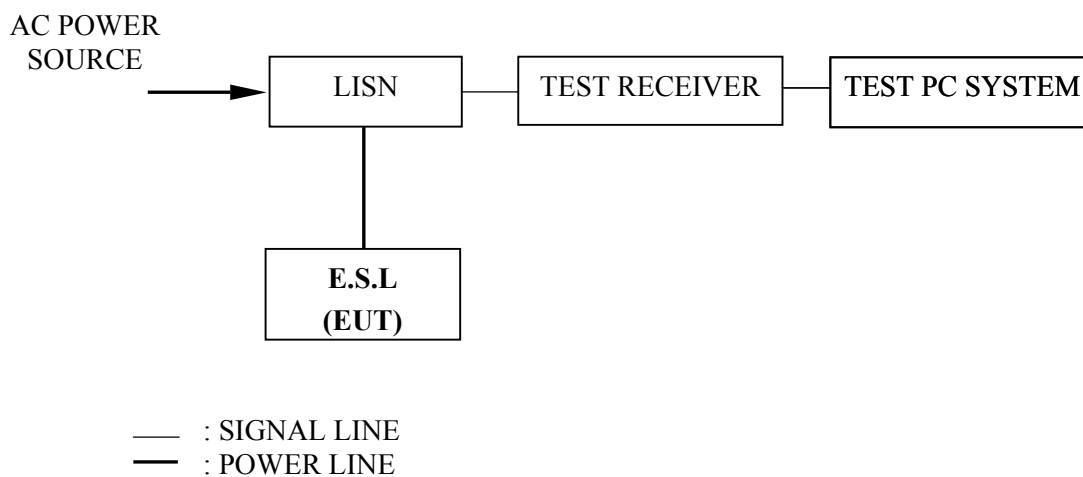 AC POWER
SOURCE
LISN
TEST RECEIVER
TEST PC SYSTEM
E.S.L
(EUT)
: SIGNAL LINE
: POWER LINE